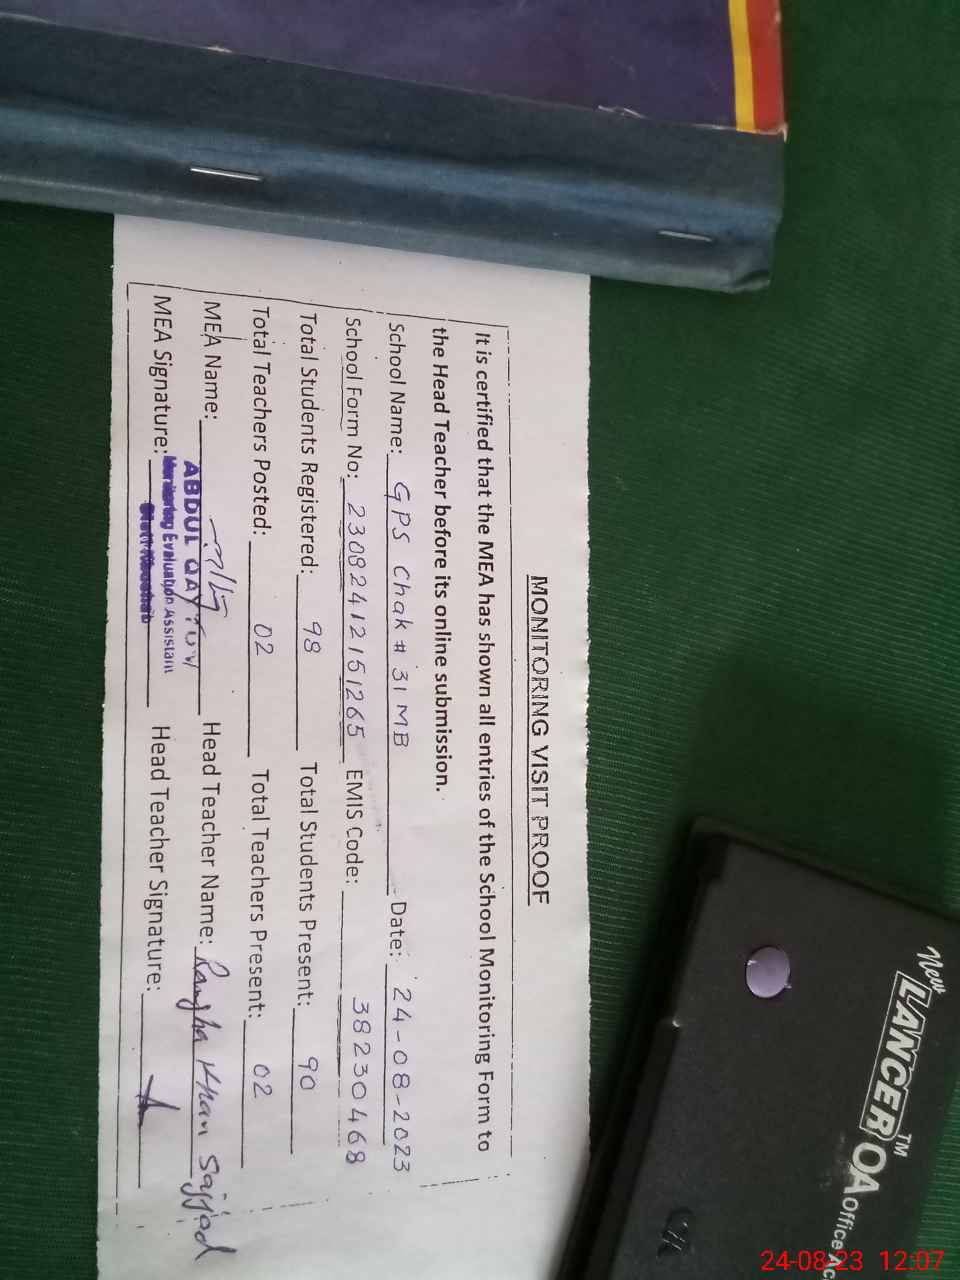 MONITORING VISIT PROOF
It is certified that the MEA has shown all entries of the School Monitoring Form to
the Head Teacher before its online submission.
School Name: GPS Chak # 31 MB Date: 24-08-2023
School Form No: 23082412151265 EMIS Code: 38230468
Total Students Registered: 98 Total Students Present: 90
Total Teachers Posted: 02 Total Teachers Present: 02
MEA Name: ABDUL QAYYUM Head Teacher Name: Rangha Khan Sajjad
Monitoring Evaluation Assistant
MEA Signature: Head Teacher Signature:
New LANCER™ OA Office
24-08-23 12:07